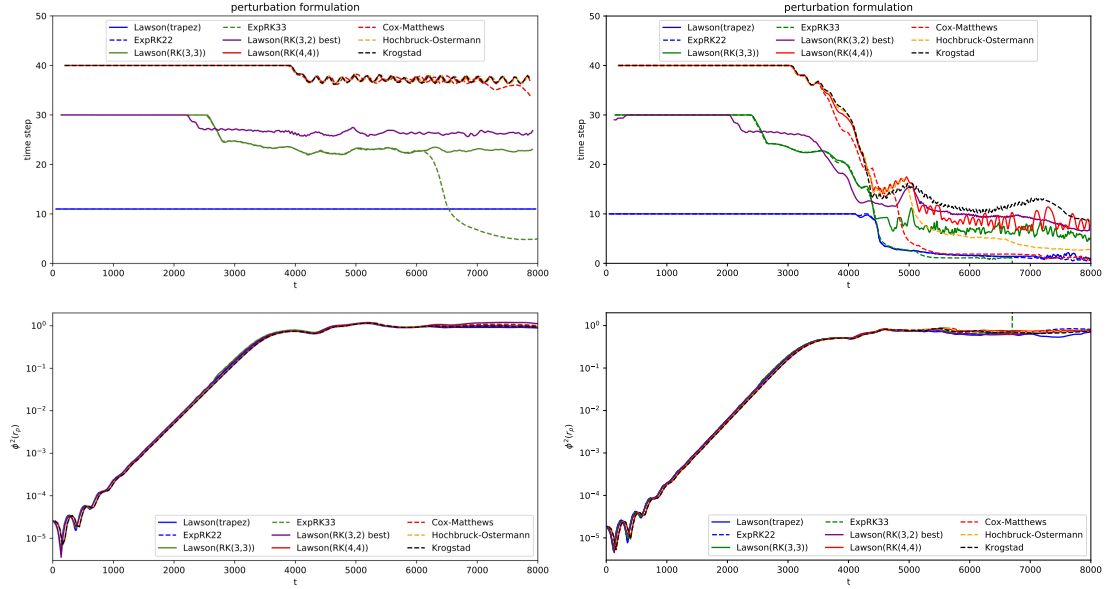 perturbation formulation
50
40
30
20
10
0
time step
Lawson(trapez)
ExpRK22
Lawson(RK(3,3))
ExpRK33
Lawson(RK(3,2) best)
Lawson(RK(4,4))
Cox-Matthews
Hochbruck-Ostermann
Krogstad
0 1000 2000 3000 4000 5000 6000 7000 8000
t
perturbation formulation
50
40
30
20
10
0
time step
Lawson(trapez)
ExpRK22
Lawson(RK(3,3))
ExpRK33
Lawson(RK(3,2) best)
Lawson(RK(4,4))
Cox-Matthews
Hochbruck-Ostermann
Krogstad
0 1000 2000 3000 4000 5000 6000 7000 8000
t
10⁰
10⁻¹
10⁻²
10⁻³
10⁻⁴
10⁻⁵
ϕ²(rₚ)
Lawson(trapez)
ExpRK22
Lawson(RK(3,3))
ExpRK33
Lawson(RK(3,2) best)
Lawson(RK(4,4))
Cox-Matthews
Hochbruck-Ostermann
Krogstad
0 1000 2000 3000 4000 5000 6000 7000 8000
t
10⁰
10⁻¹
10⁻²
10⁻³
10⁻⁴
10⁻⁵
ϕ²(rₚ)
Lawson(trapez)
ExpRK22
Lawson(RK(3,3))
ExpRK33
Lawson(RK(3,2) best)
Lawson(RK(4,4))
Cox-Matthews
Hochbruck-Ostermann
Krogstad
0 1000 2000 3000 4000 5000 6000 7000 8000
t